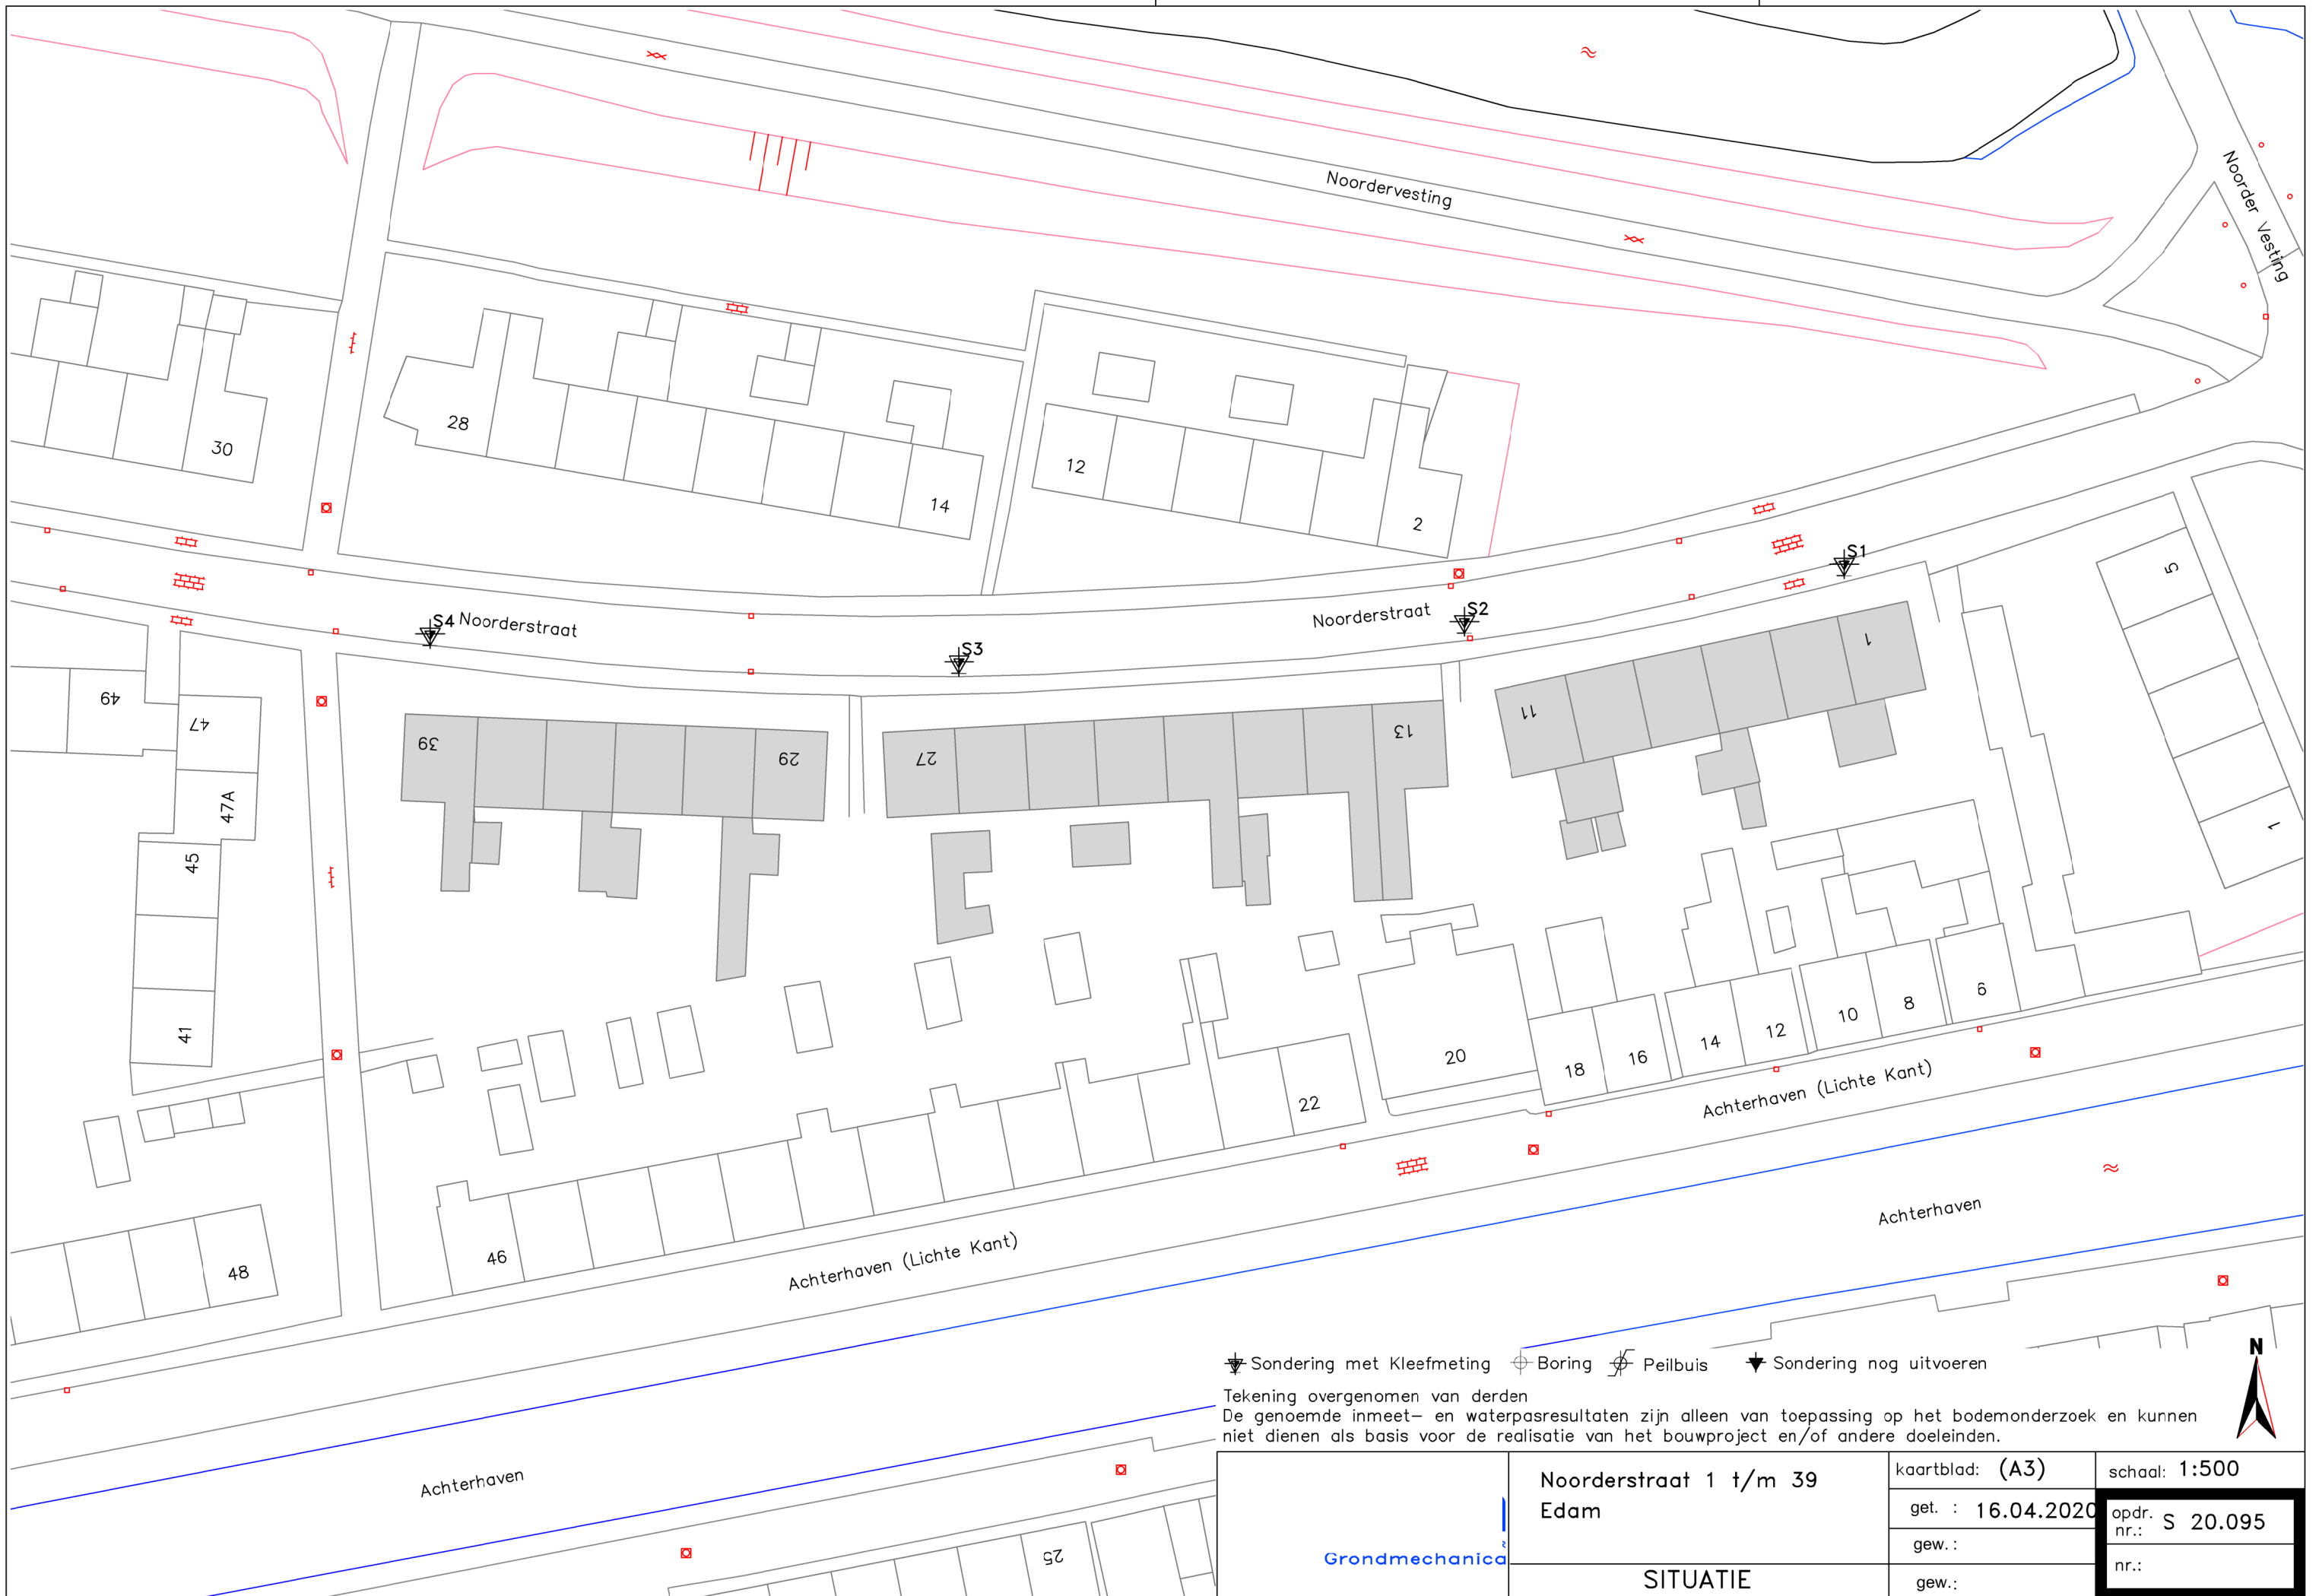 Noordervesting
Noorder Vesting
28
30
12
14
2
S1
S2
S4
Noorderstraat
Noorderstraat
S3
5
1
49
47
39
29
27
13
11
1
47A
45
41
6
8
10
12
14
16
18
20
22
Achterhaven (Lichte Kant)
Achterhaven
46
48
Achterhaven (Lichte Kant)
Achterhaven
25
N
Sondering met Kleefmeting Boring Peilbuis Sondering nog uitvoeren
Tekening overgenomen van derden
De genoemde inmeet- en waterpasresultaten zijn alleen van toepassing op het bodemonderzoek en kunnen
niet dienen als basis voor de realisatie van het bouwproject en/of andere doeleinden.
Grondmechanica
Noorderstraat 1 t/m 39
Edam
SITUATIE
kaartblad: (A3)
schaal: 1:500
get. : 16.04.2020
gew. :
gew.:
opdr.
nr.: S 20.095
nr.: